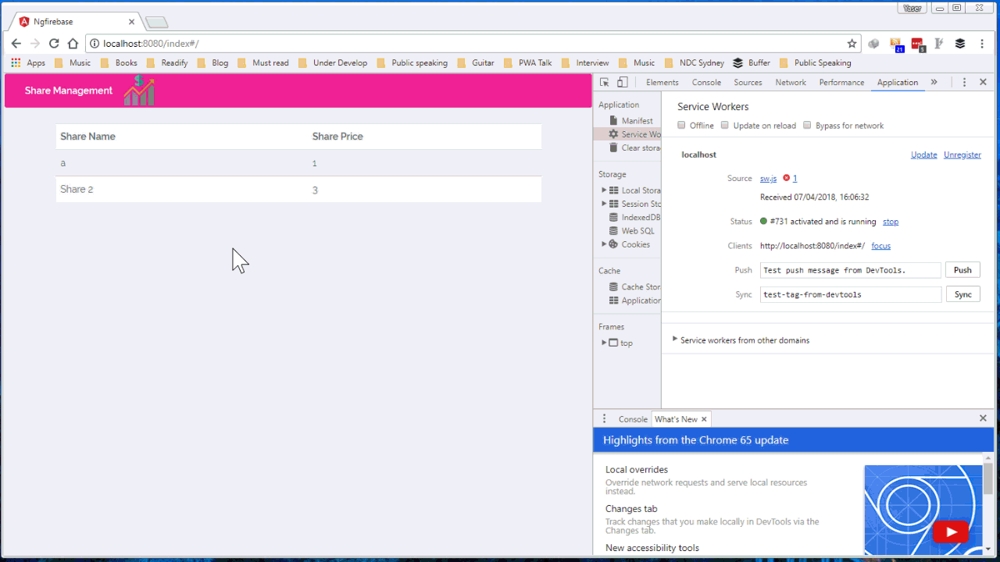 Yaser
Ngfirebase
localhost:8080/index#/
21
5
Apps Music Books Readify Blog Must read Under Develop Public speaking Guitar PWA Talk Interview Music NDC Sydney Buffer Public Speaking
Share Management
Share Name Share Price
a 1
Share 2 3
Elements Console Sources Network Performance Application »
Application
Manifest
Service Wo
Clear stora
Storage
Local Stora
Session Sto
IndexedDB
Web SQL
Cookies
Cache
Cache Stor
Application
Frames
top
Service Workers
Offline Update on reload Bypass for network
localhost Update Unregister
Source sw.js 1
Received 07/04/2018, 16:06:32
Status #731 activated and is running stop
Clients http://localhost:8080/index#/ focus
Push Test push message from DevTools. Push
Sync test-tag-from-devtools Sync
Service workers from other domains
Console What's New
Highlights from the Chrome 65 update
Local overrides
Override network requests and serve local resources
instead.
Changes tab
Track changes that you make locally in DevTools via the
Changes tab.
New accessibility tools